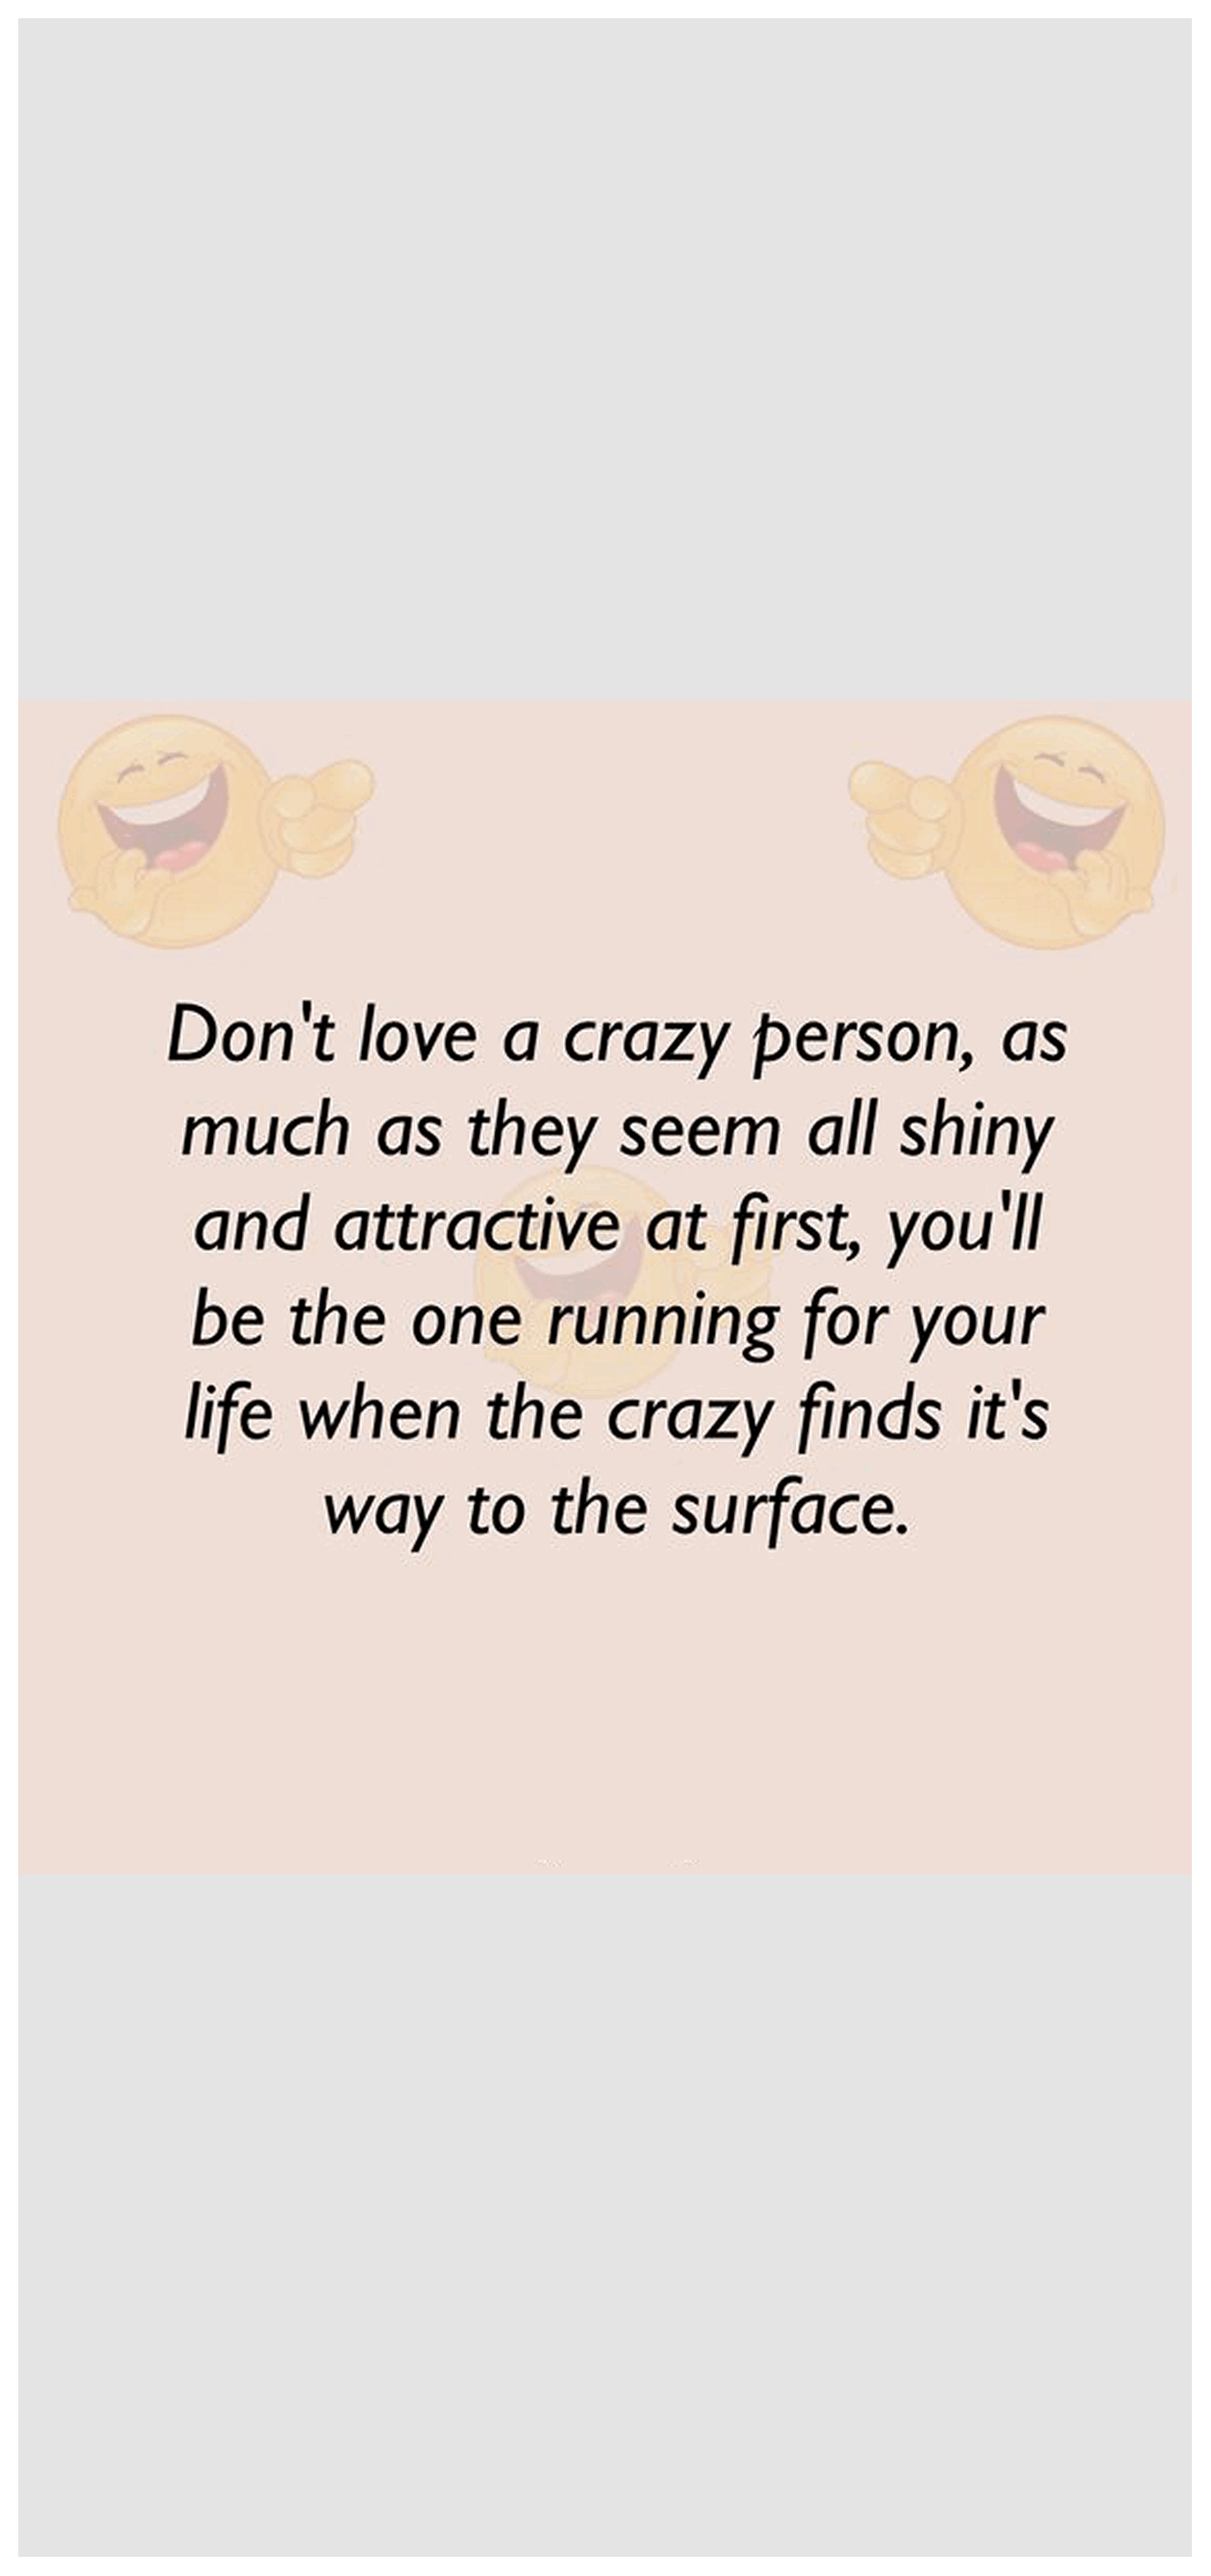 Don't love a crazy person, as
much as they seem all shiny
and attractive at first, you'll
be the one running for your
life when the crazy finds it's
way to the surface.